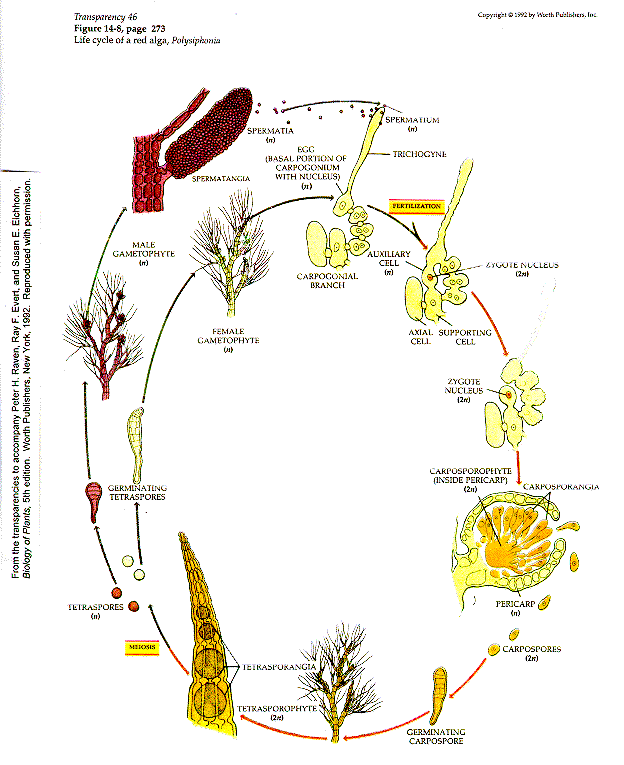 Transparency 46
Figure 14-8, page 273
Life cycle of a red alga, Polysiphonia
Copyright © 1992 by Worth Publishers, Inc.
SPERMATIA
(n)
SPERMATANGIA
SPERMATIUM
(n)
TRICHOGYNE
EGG
(BASAL PORTION OF
CARPOGONIUM
WITH NUCLEUS)
(n)
FERTILIZATION
MALE
GAMETOPHYTE
(n)
FEMALE
GAMETOPHYTE
(n)
CARPOGONIAL
BRANCH
AUXILIARY
CELL
(n)
ZYGOTE NUCLEUS
(2n)
AXIAL
CELL
SUPPORTING
CELL
ZYGOTE
NUCLEUS
(2n)
CARPOSPOROPHYTE
(INSIDE PERICARP)
(2n)
CARPOSPORANGIA
PERICARP
(n)
CARPOSPORES
(2n)
GERMINATING
CARPOSPORE
TETRASPOROPHYTE
(2n)
TETRASPORANGIA
MEIOSIS
TETRASPORES
(n)
GERMINATING
TETRASPORES
From the transparencies to accompany Peter H. Raven, Ray F. Evert, and Susan E. Eichhorn,
Biology of Plants, 5th edition. Worth Publishers, New York, 1992. Reproduced with permission.